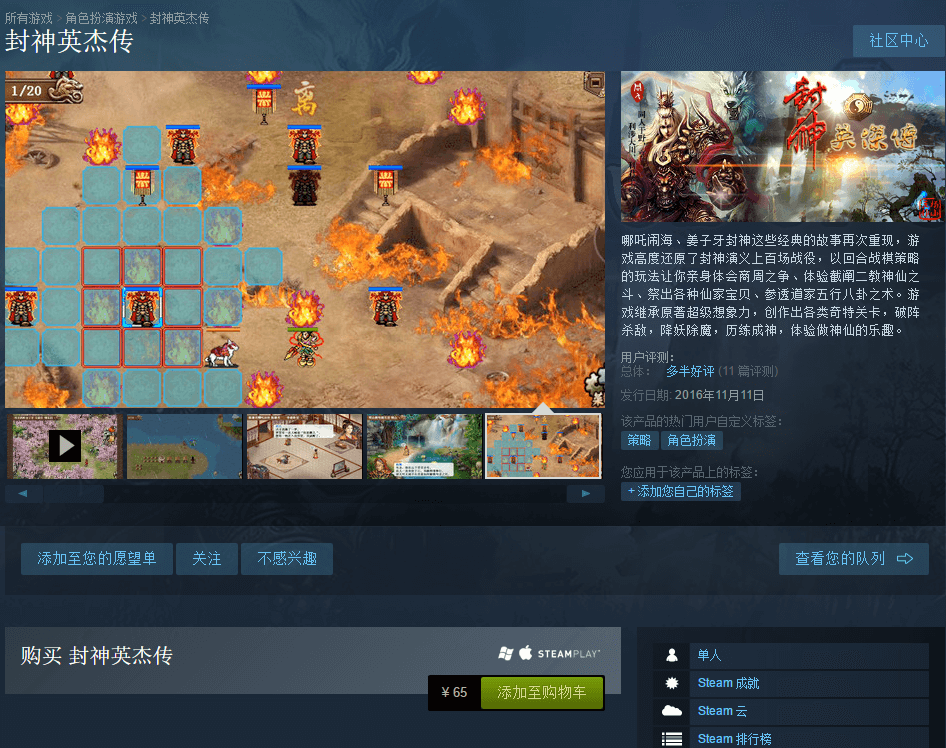 所有游戏 > 角色扮演游戏 > 封神英杰传
封神英杰传
社区中心
1/20
离
封神
英杰传
哪吒闹海、姜子牙封神这些经典的故事再次重现，游
戏高度还原了封神演义上百场战役，以回合战棋策略
的玩法让你亲身体会商周之争、体验截阐二教神仙之
斗、祭出各种仙家宝贝、参透道家五行八卦之术。游
戏继承原著超级想象力，创作出各类奇特关卡，破阵
杀敌，降妖除魔，历练成神，体验做神仙的乐趣。
用户评测：
总体： 多半好评 (11 篇评测)
发行日期: 2016年11月11日
该产品的热门用户自定义标签：
策略 角色扮演
您应用于该产品上的标签：
+添加您自己的标签
添加至您的愿望单 关注 不感兴趣 查看您的队列
购买 封神英杰传
STEAMPLAY
¥ 65 添加至购物车
单人
Steam 成就
Steam 云
Steam 排行榜